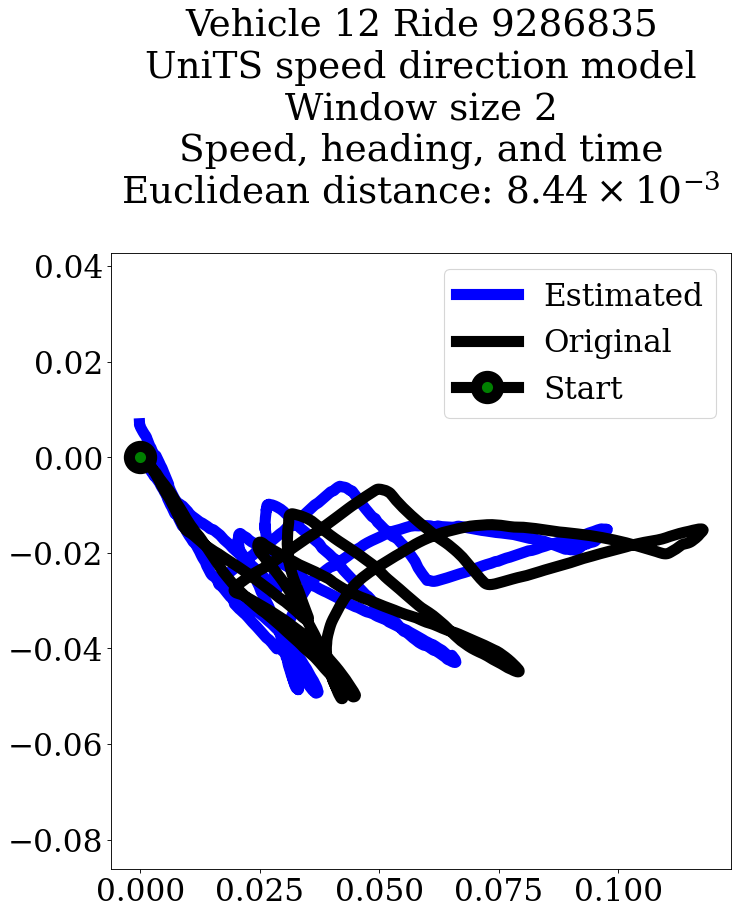 Vehicle 12 Ride 9286835
UniTS speed direction model
Window size 2
Speed, heading, and time
Euclidean distance: 8.44 × 10⁻³
Estimated
Original
Start
0.04
0.02
0.00
−0.02
−0.04
−0.06
−0.08
0.000 0.025 0.050 0.075 0.100